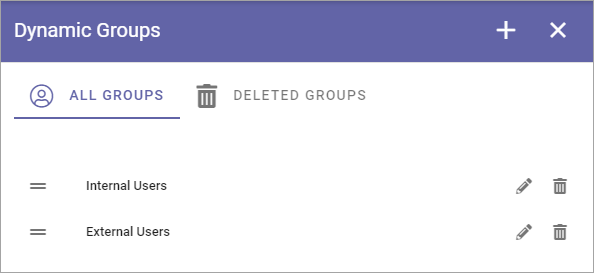 Dynamic Groups
ALL GROUPS DELETED GROUPS
Internal Users
External Users